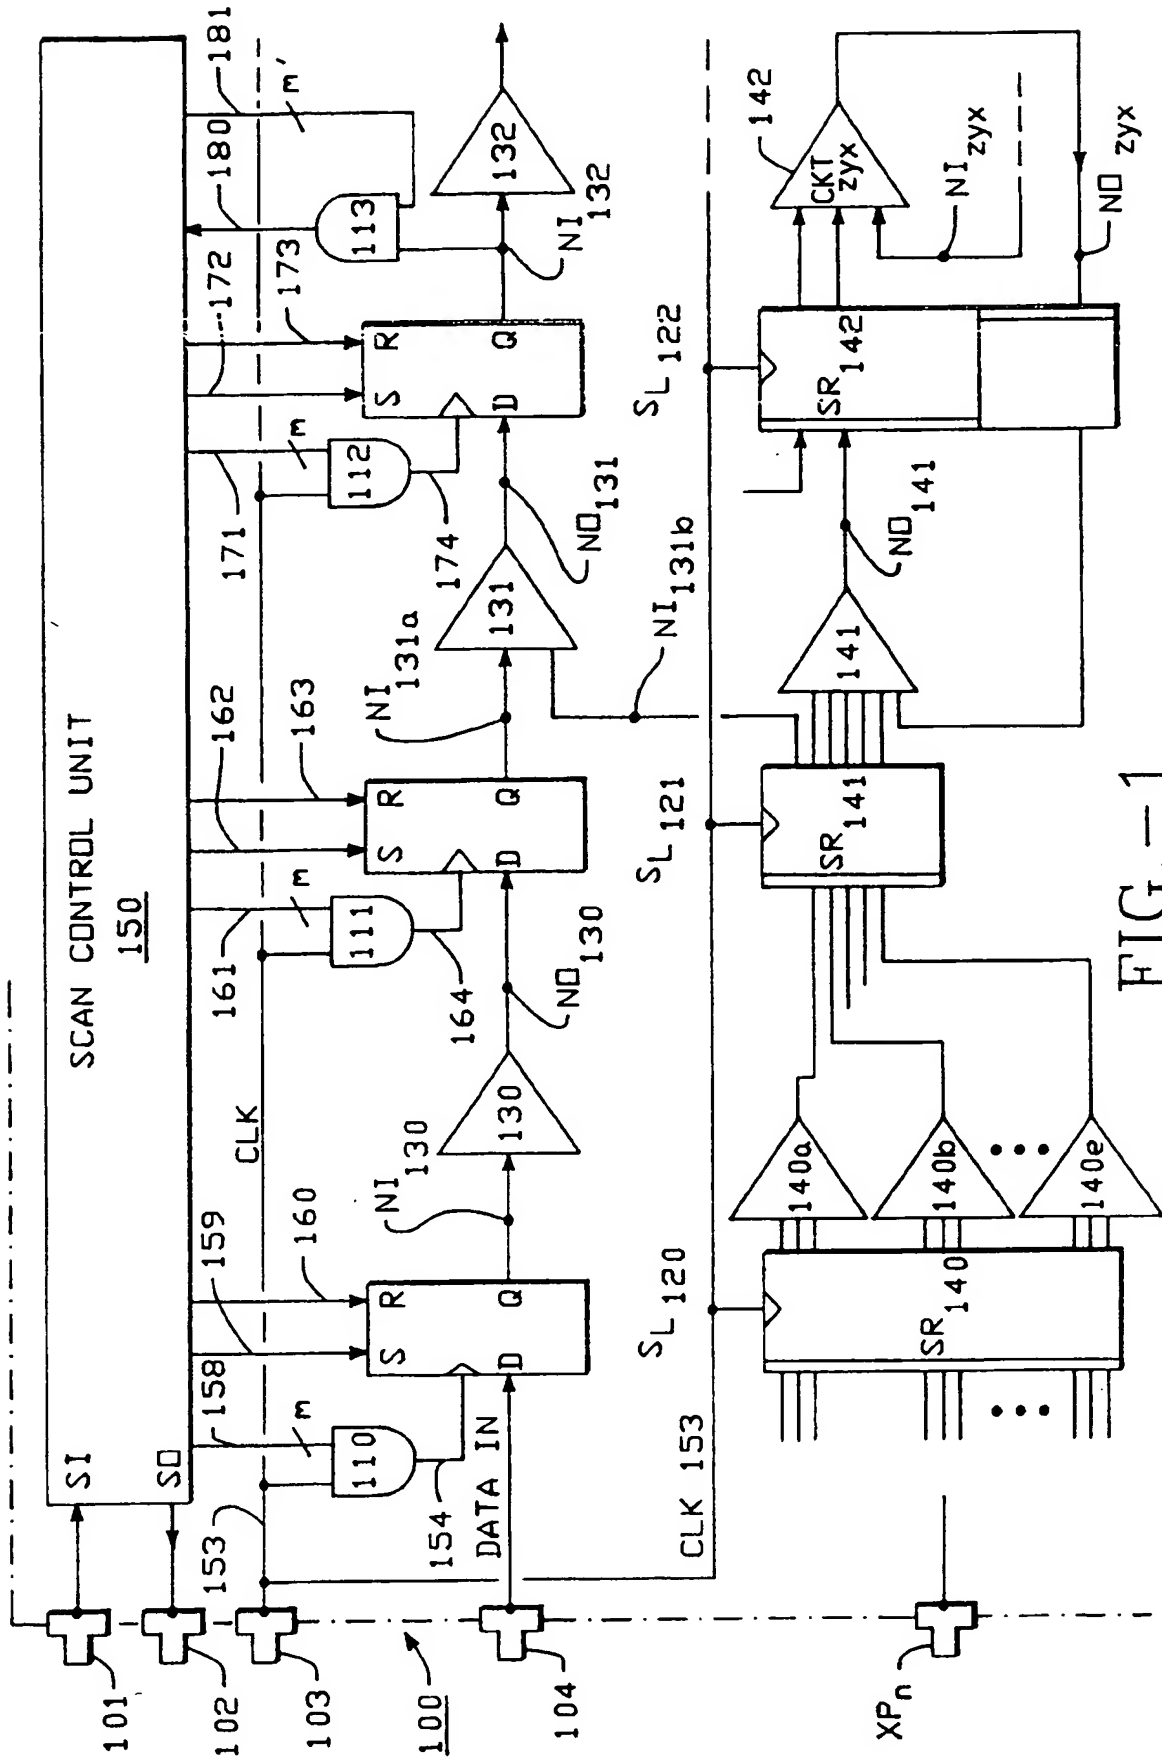 SCAN CONTROL UNIT
150
SI
SO
101
102
103
100
104
XPn
153
158
159
160
161
162
163
171
172
173
180
181
m
m
m
m'
CLK
110
111
112
113
154
164
174
DATA IN
S
R
D
Q
S
R
D
Q
S
R
D
Q
NI130
130
NO130
NI131a
131
NO131
NI131b
NI132
132
CLK 153
SL120
SL121
SL122
SR140
140a
140b
140e
SR141
141
NO141
SR142
CKT
zyx
142
NIzyx
NOzyx
FIG.-1